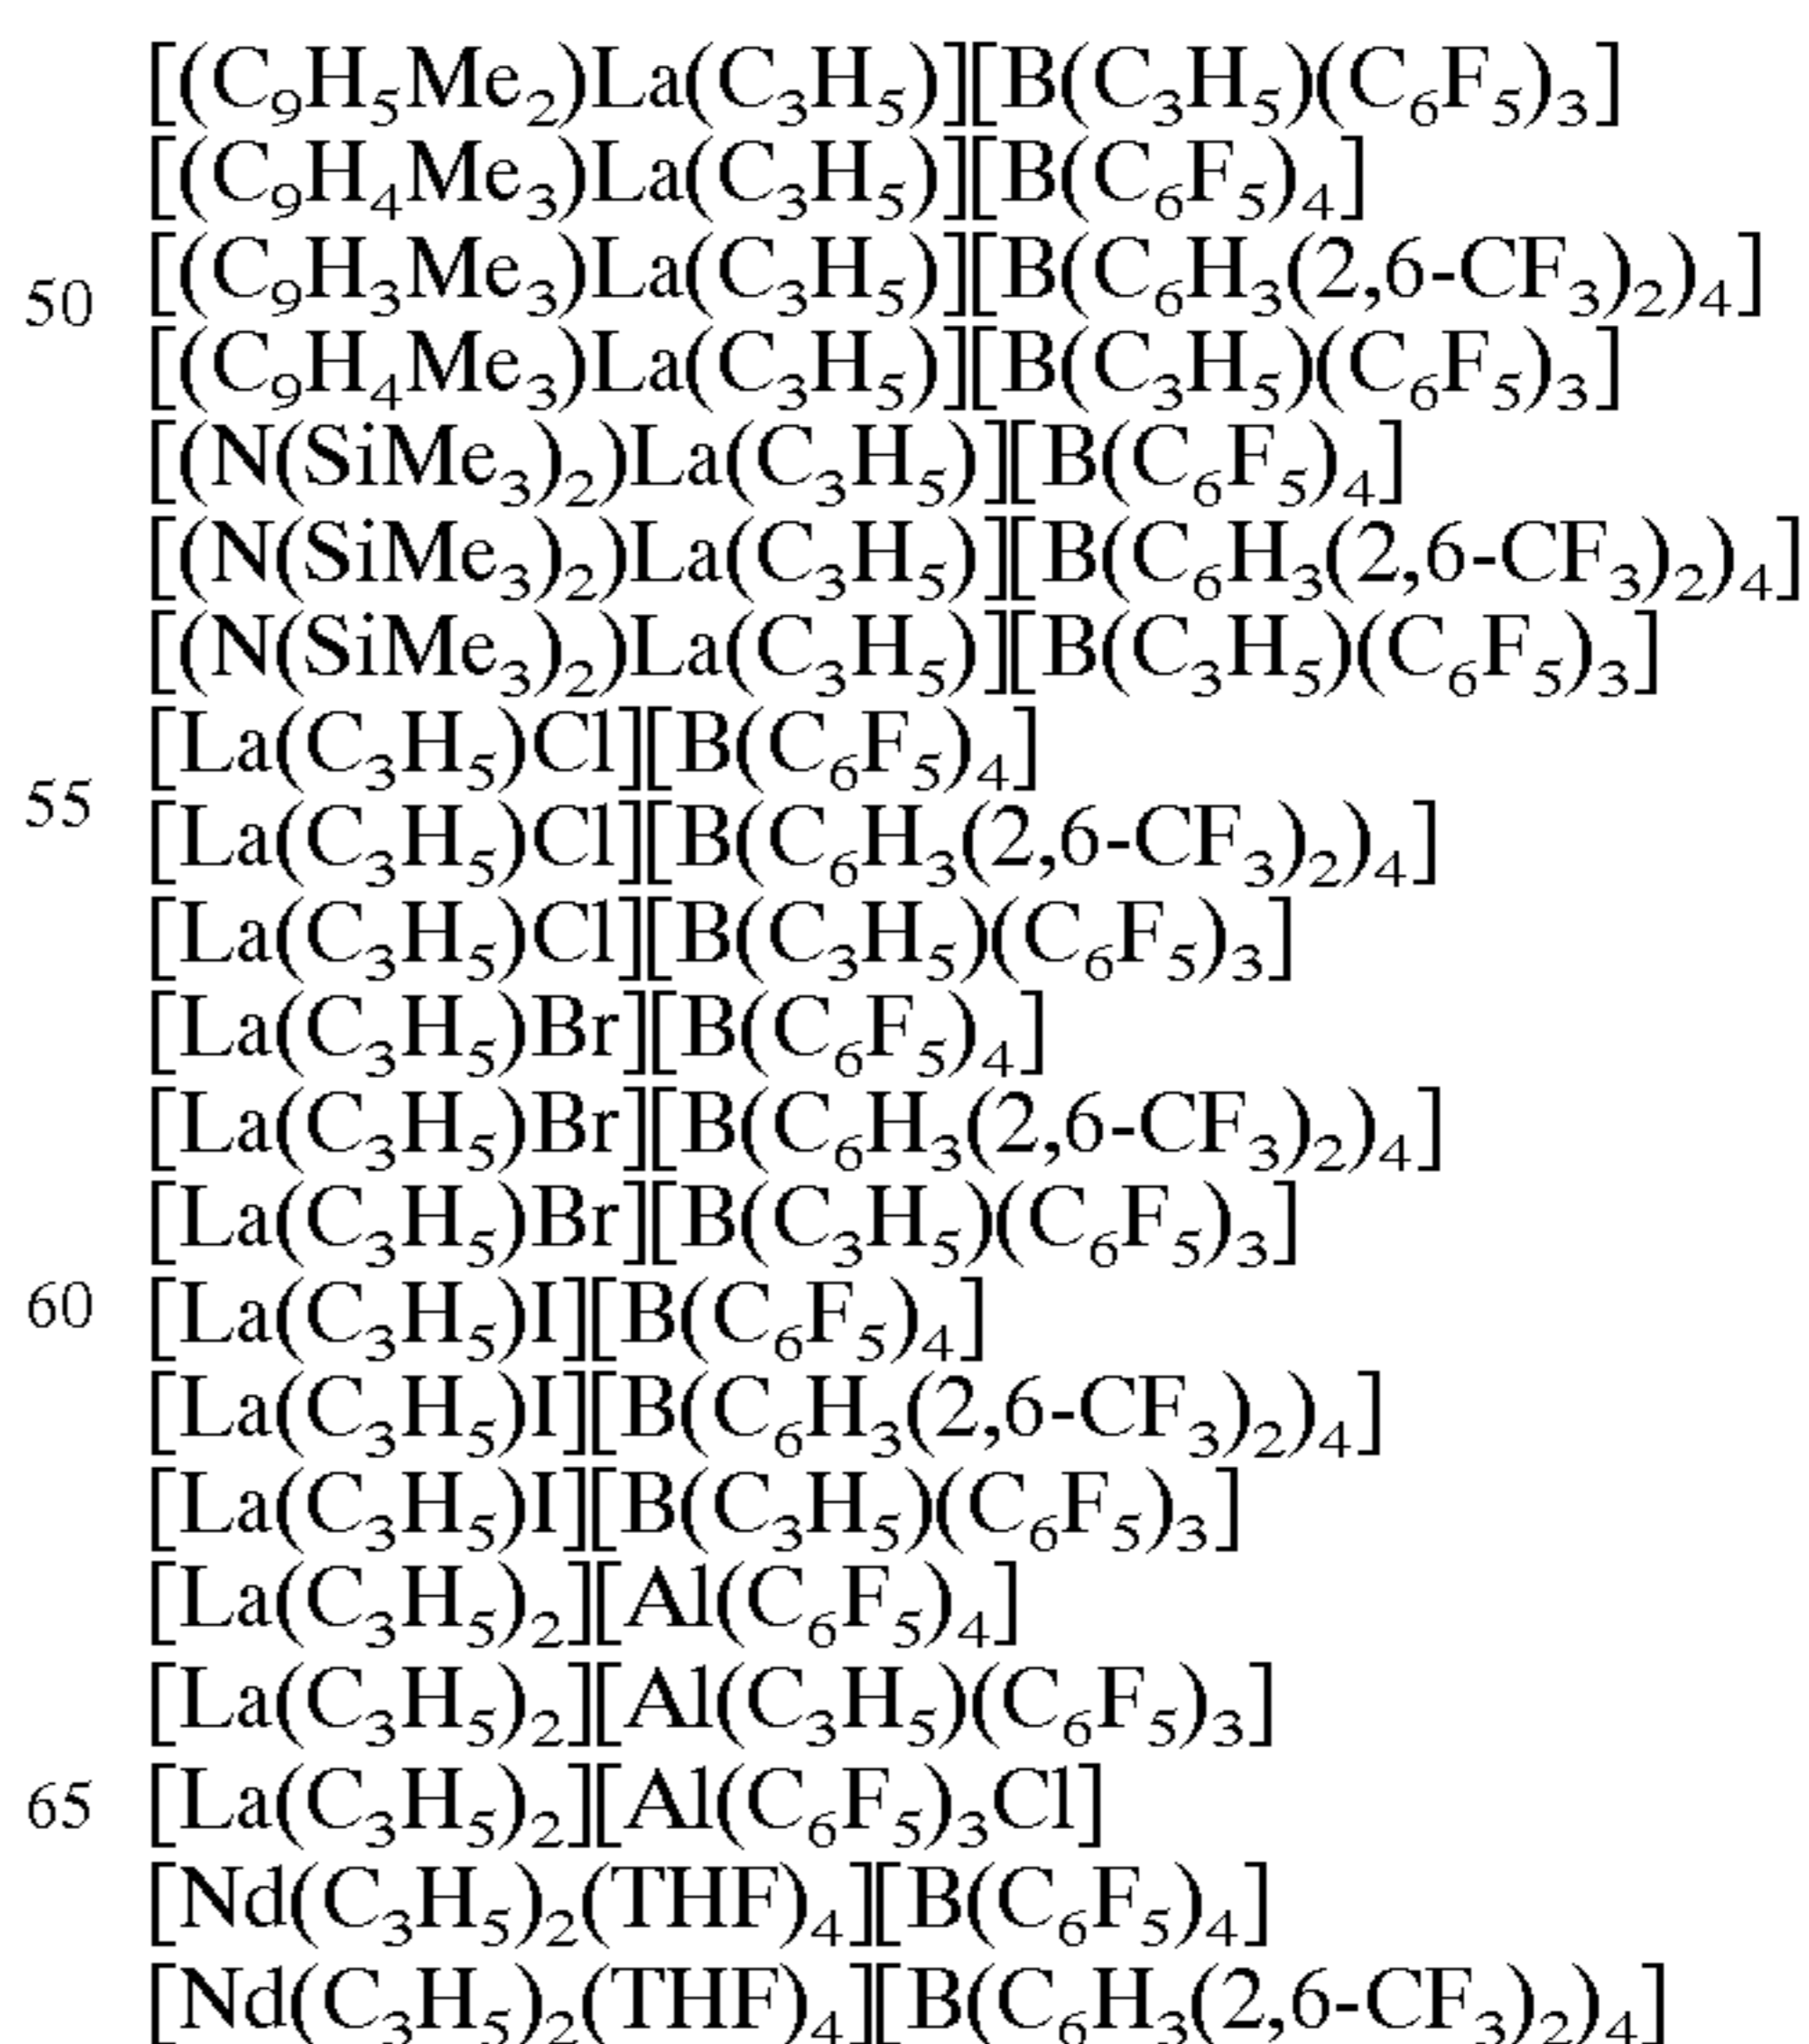 [(C₉H₅Me₂)La(C₃H₅)][B(C₃H₅)(C₆F₅)₃]
[(C₉H₄Me₃)La(C₃H₅)][B(C₆F₅)₄]
50 [(C₉H₃Me₃)La(C₃H₅)][B(C₆H₃(2,6-CF₃)₂)₄]
[(C₉H₄Me₃)La(C₃H₅)][B(C₃H₅)(C₆F₅)₃]
[(N(SiMe₃)₂)La(C₃H₅)][B(C₆F₅)₄]
[(N(SiMe₃)₂)La(C₃H₅)][B(C₆H₃(2,6-CF₃)₂)₄]
[(N(SiMe₃)₂)La(C₃H₅)][B(C₃H₅)(C₆F₅)₃]
[La(C₃H₅)Cl][B(C₆F₅)₄]
55 [La(C₃H₅)Cl][B(C₆H₃(2,6-CF₃)₂)₄]
[La(C₃H₅)Cl][B(C₃H₅)(C₆F₅)₃]
[La(C₃H₅)Br][B(C₆F₅)₄]
[La(C₃H₅)Br][B(C₆H₃(2,6-CF₃)₂)₄]
[La(C₃H₅)Br][B(C₃H₅)(C₆F₅)₃]
60 [La(C₃H₅)I][B(C₆F₅)₄]
[La(C₃H₅)I][B(C₆H₃(2,6-CF₃)₂)₄]
[La(C₃H₅)I][B(C₃H₅)(C₆F₅)₃]
[La(C₃H₅)₂][Al(C₆F₅)₄]
[La(C₃H₅)₂][Al(C₃H₅)(C₆F₅)₃]
65 [La(C₃H₅)₂][Al(C₆F₅)₃Cl]
[Nd(C₃H₅)₂(THF)₄][B(C₆F₅)₄]
[Nd(C₃H₅)₂(THF)₄][B(C₆H₃(2,6-CF₃)₂)₄]